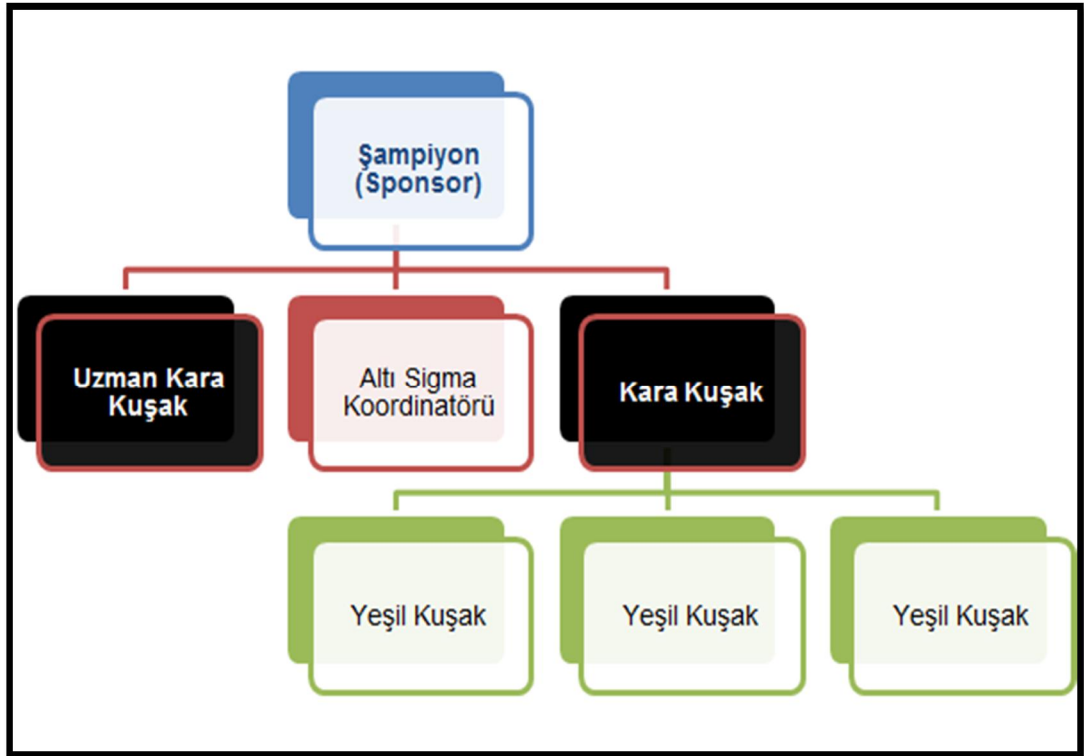 Şampiyon
(Sponsor)
Uzman Kara
Kuşak
Altı Sigma
Koordinatörü
Kara Kuşak
Yeşil Kuşak
Yeşil Kuşak
Yeşil Kuşak